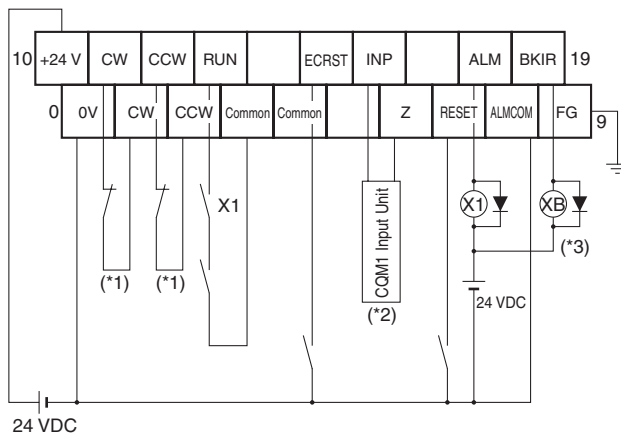 10 +24 V CW CCW RUN ECRST INP ALM BKIR 19
0 0V CW CCW Common Common Z RESET ALMCOM FG 9
X1
X1
XB
CQM1 Input Unit
(*1)
(*1)
(*2)
(*3)
24 VDC
24 VDC